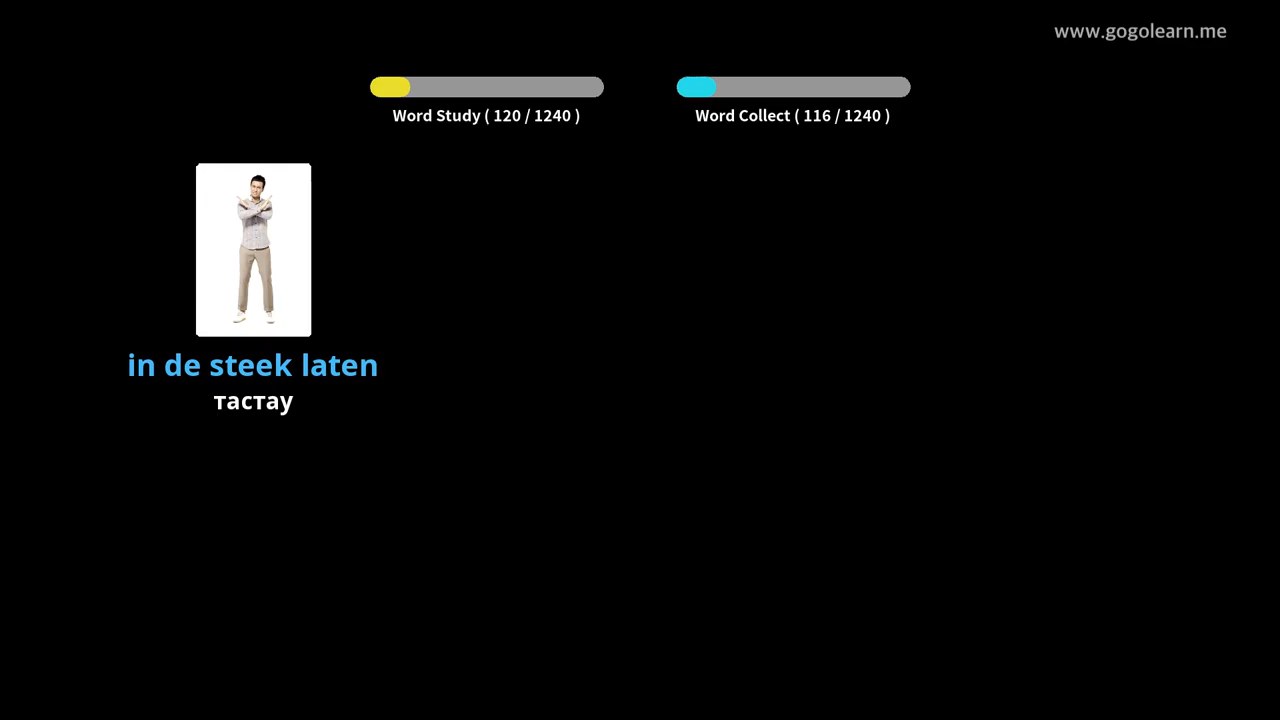 www.gogolearn.me
Word Study ( 120 / 1240 )
Word Collect ( 116 / 1240 )
in de steek laten
тастау